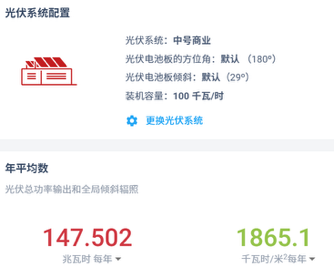 光伏系统配置
光伏系统：中号商业
光伏电池板的方位角：默认 （180º）
光伏电池板倾斜：默认（29º）
装机容量：100 千瓦/时
更换光伏系统
年平均数
光伏总功率输出和全局倾斜辐照
147.502
兆瓦时 每年
1865.1
千瓦时/米²每年